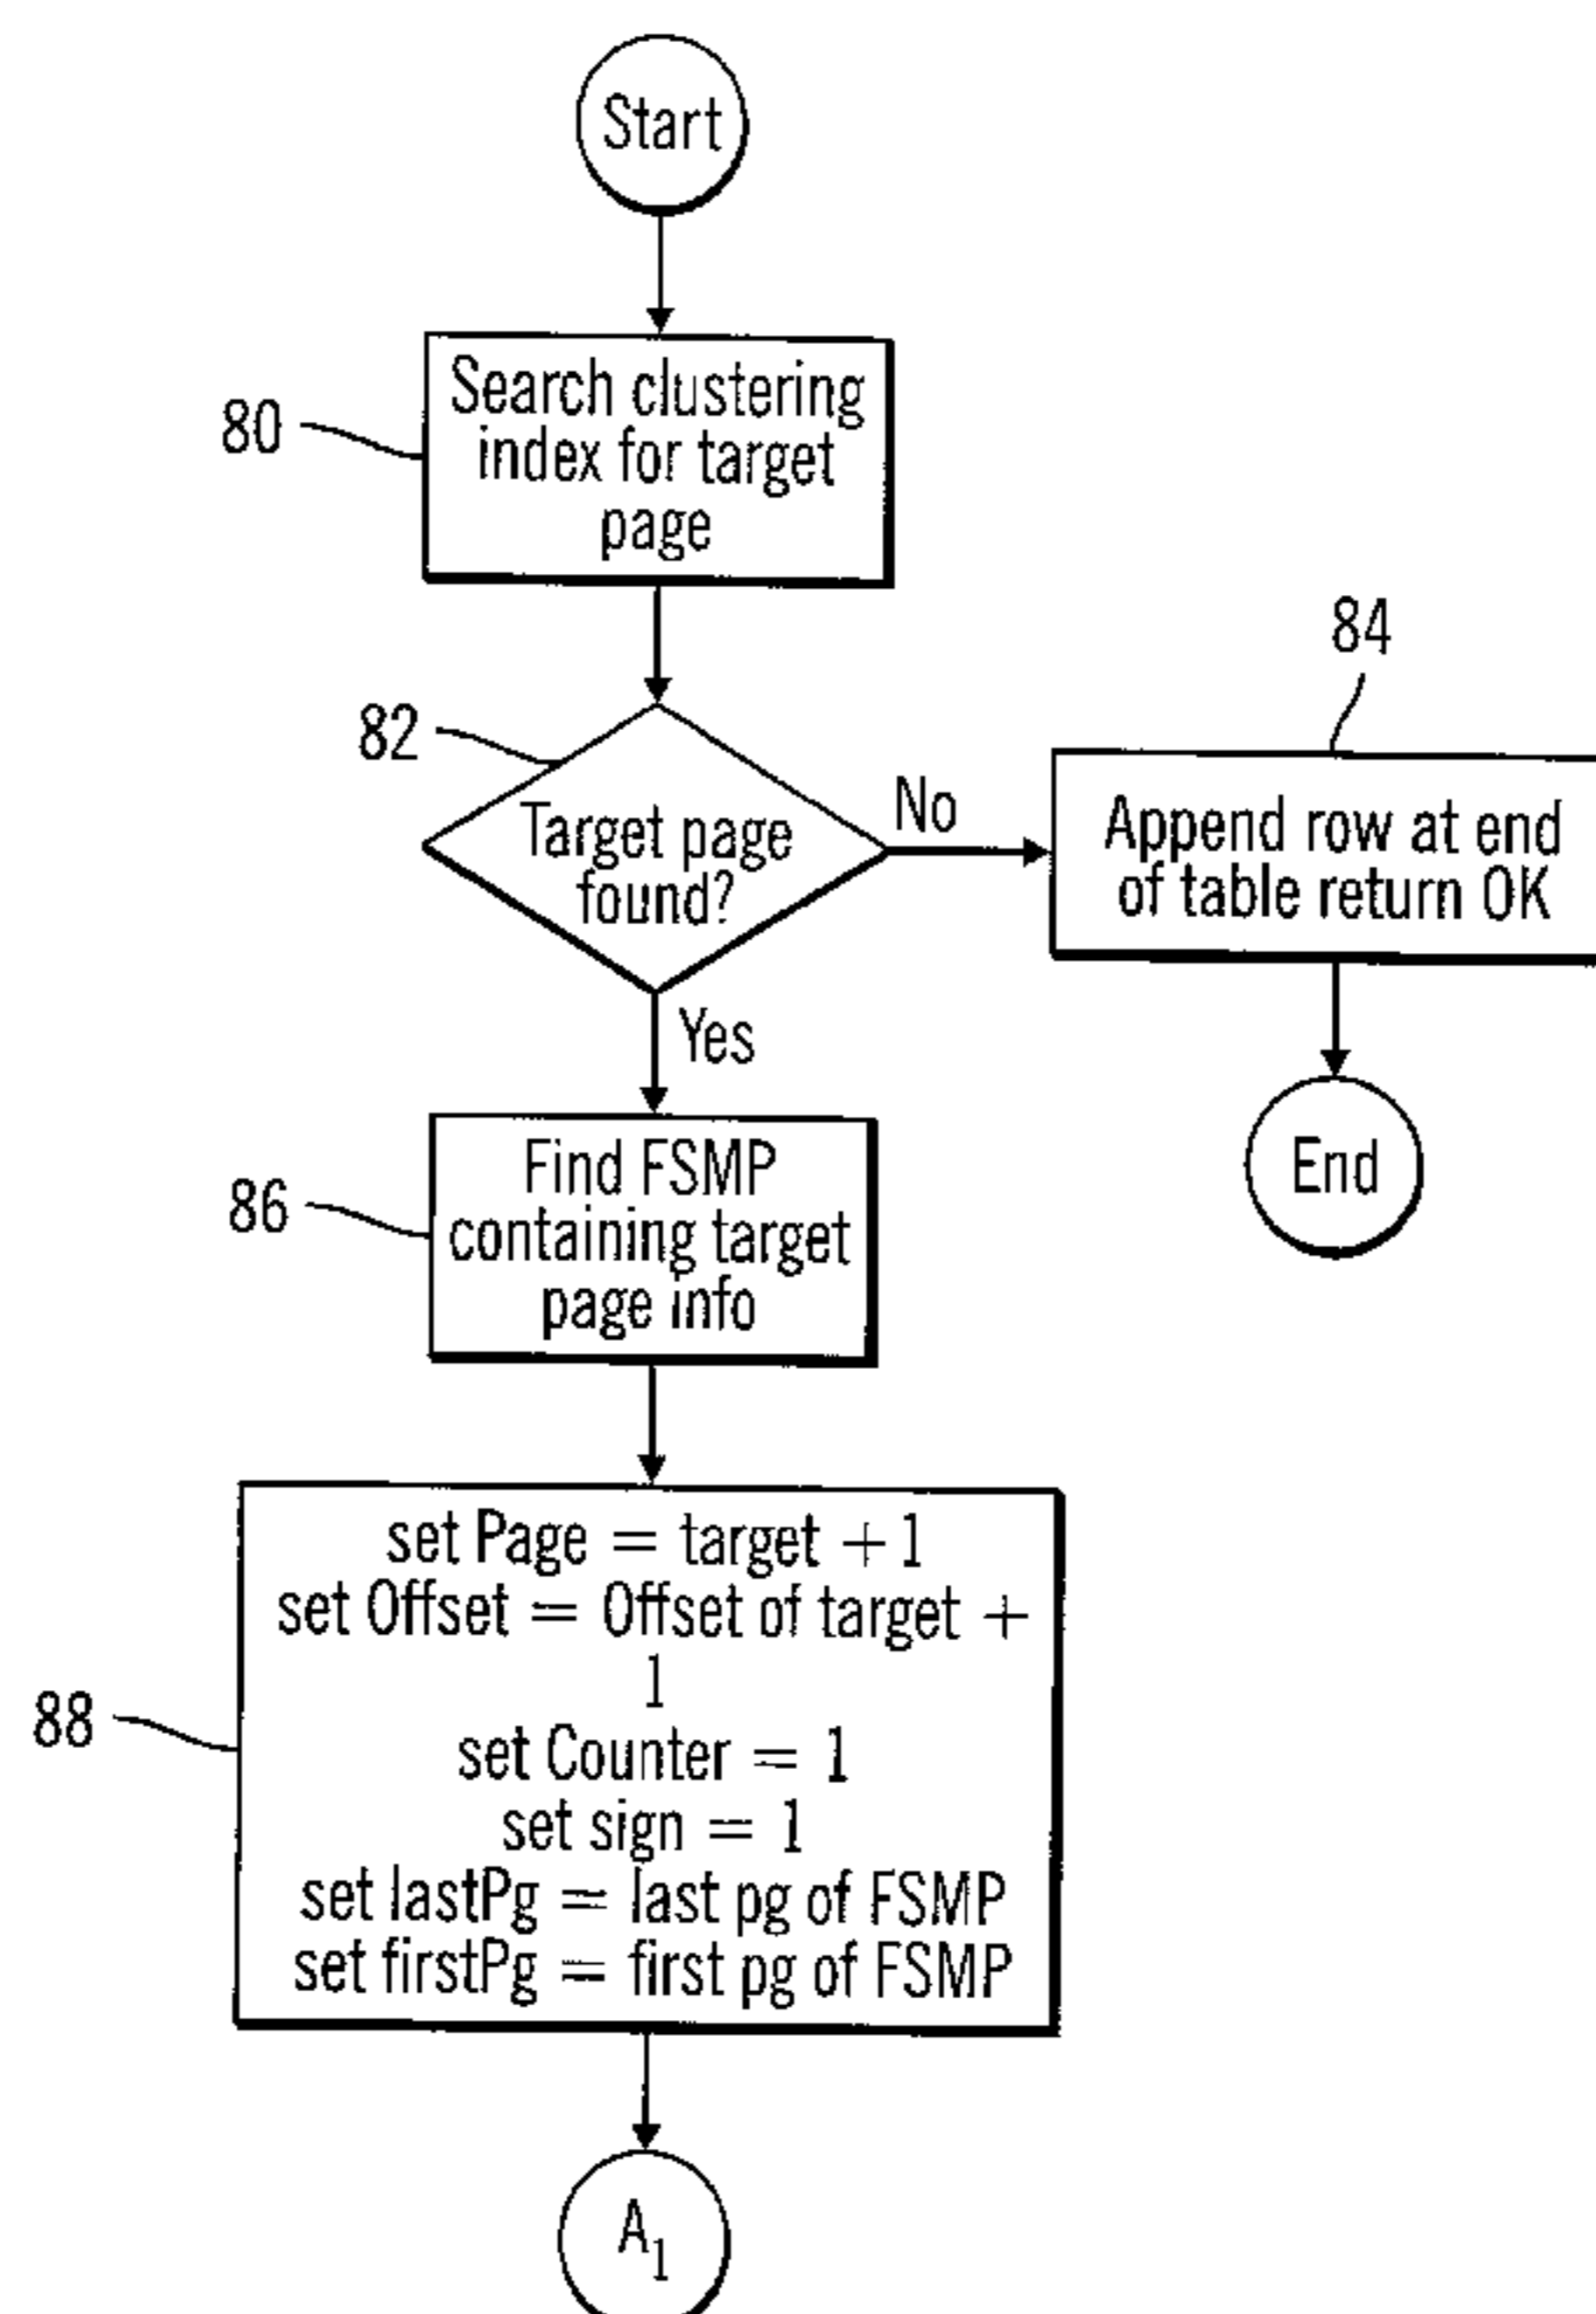 Start
80
Search clustering
index for target
page
82
Target page
found?
No
84
Append row at end
of table return OK
End
Yes
86
Find FSMP
containing target
page info
88
set Page = target +1
set Offset = Offset of target +
1
set Counter = 1
set sign = 1
set lastPg = last pg of FSMP
set firstPg = first pg of FSMP
A1